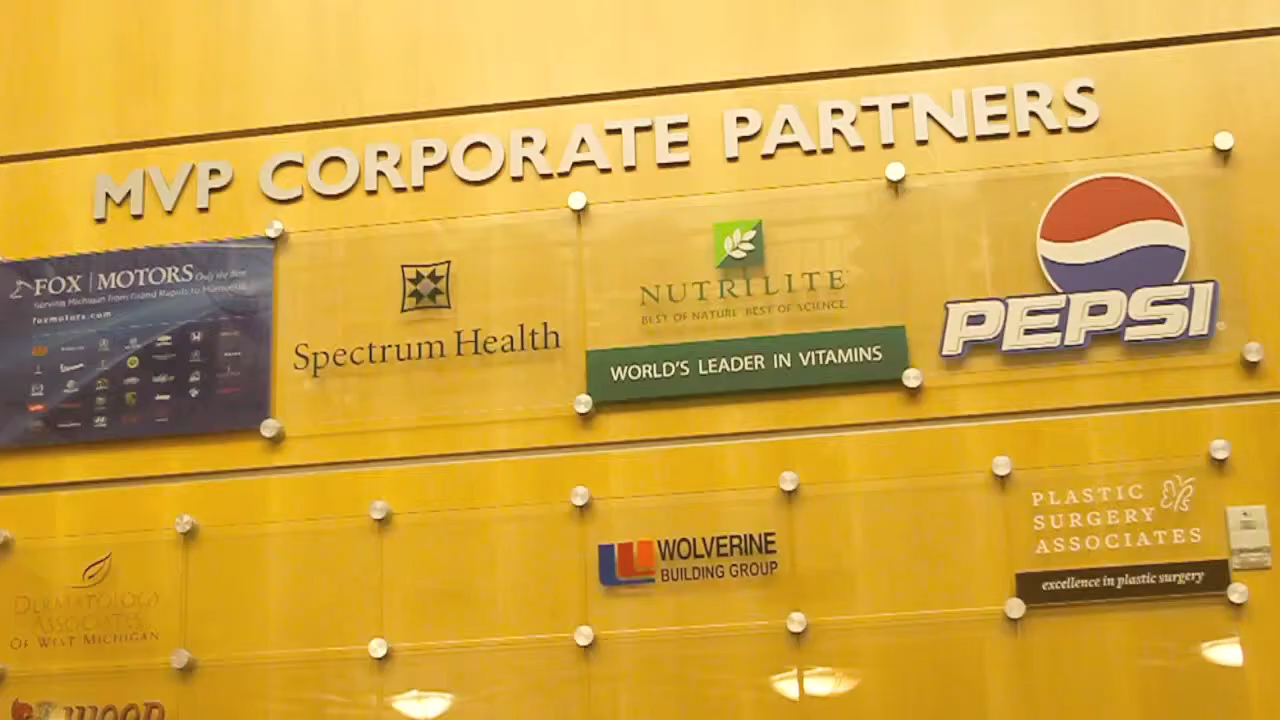 MVP CORPORATE PARTNERS
FOX | MOTORS Only the Best
Serving Michigan from Grand Rapids to Marquette
foxmotors.com
Spectrum Health
NUTRILITE
BEST OF NATURE BEST OF SCIENCE
WORLD'S LEADER IN VITAMINS
PEPSI
DERMATOLOGY
ASSOCIATES
OF WEST MICHIGAN
WOLVERINE
BUILDING GROUP
PLASTIC
SURGERY
ASSOCIATES
excellence in plastic surgery
WOOD